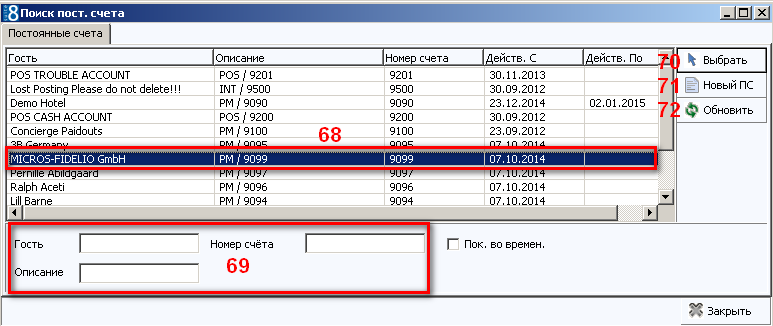 8 Поиск пост. счета
Постоянные счета
Гость Описание Номер счета Действ. С Действ. По
POS TROUBLE ACCOUNT POS / 9201 9201 30.11.2013
Lost Posting Please do not delete!!! INT / 9500 9500 30.09.2012
Demo Hotel PM / 9090 9090 23.12.2014 02.01.2015
POS CASH ACCOUNT POS / 9200 9200 30.09.2012
Concierge Paidouts PM / 9100 9100 30.09.2012
3B Germany PM / 9095 9095 07.10.2014
MICROS-FIDELIO GmbH PM / 9099 9099 07.10.2014
Pernille Abildgaard PM / 9097 9097 07.10.2014
Ralph Aceti PM / 9096 9096 07.10.2014
Lill Barne PM / 9094 9094 07.10.2014
68
70 Выбрать
71 Новый ПС
72 Обновить
Гость Номер счёта Пок. во времен.
Описание
69
Закрыть